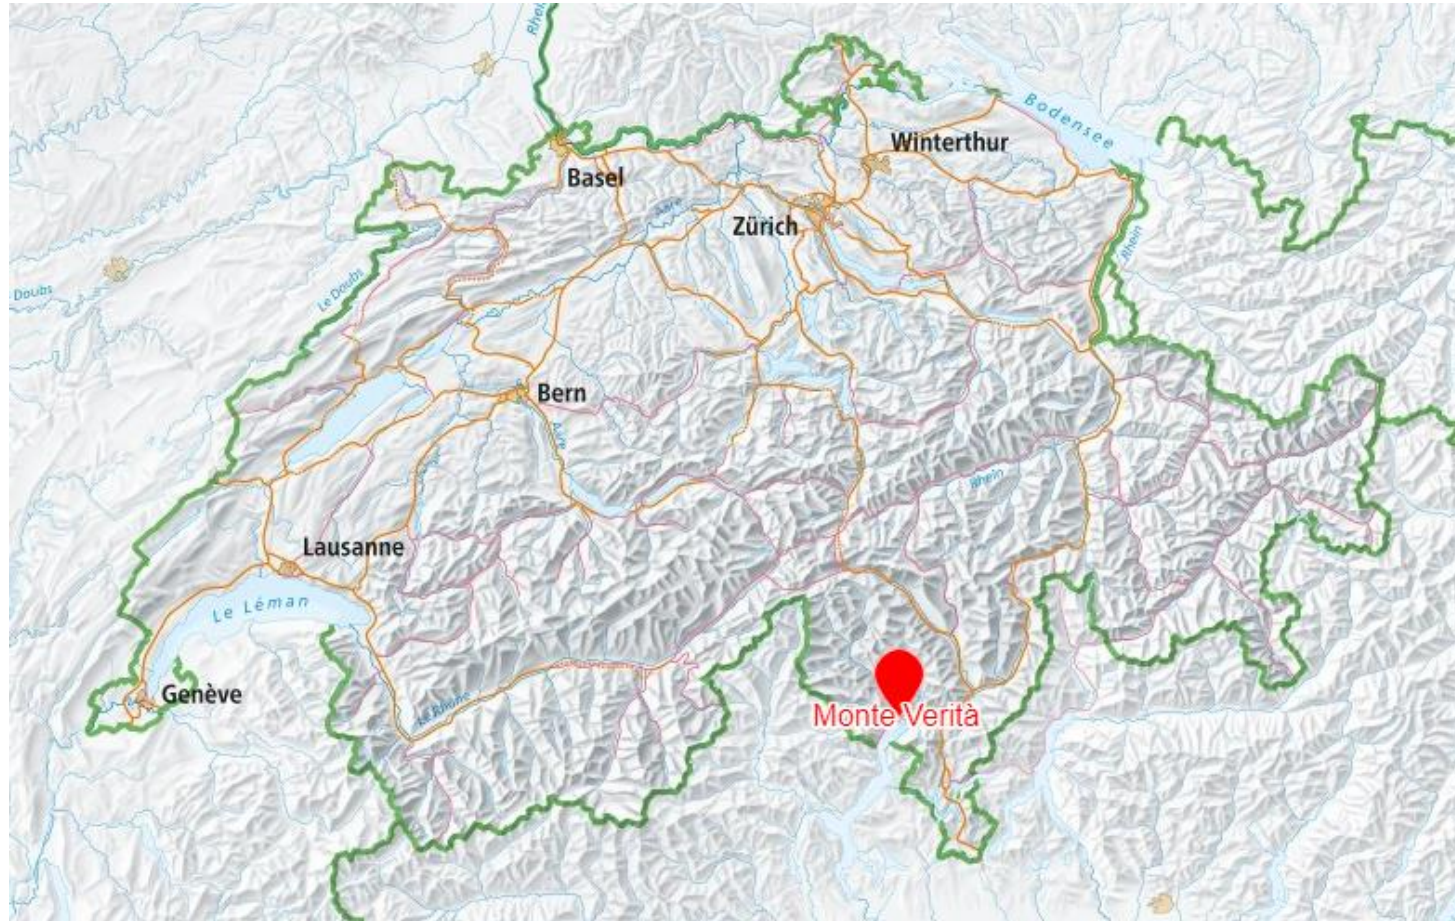 Rhein
Bodensee
Winterthur
Basel
Aare
Zürich
Rhein
Doubs
Le Doubs
Bern
Aare
Rhein
Lausanne
Le Léman
Genève
Le Rhône
Monte Verità